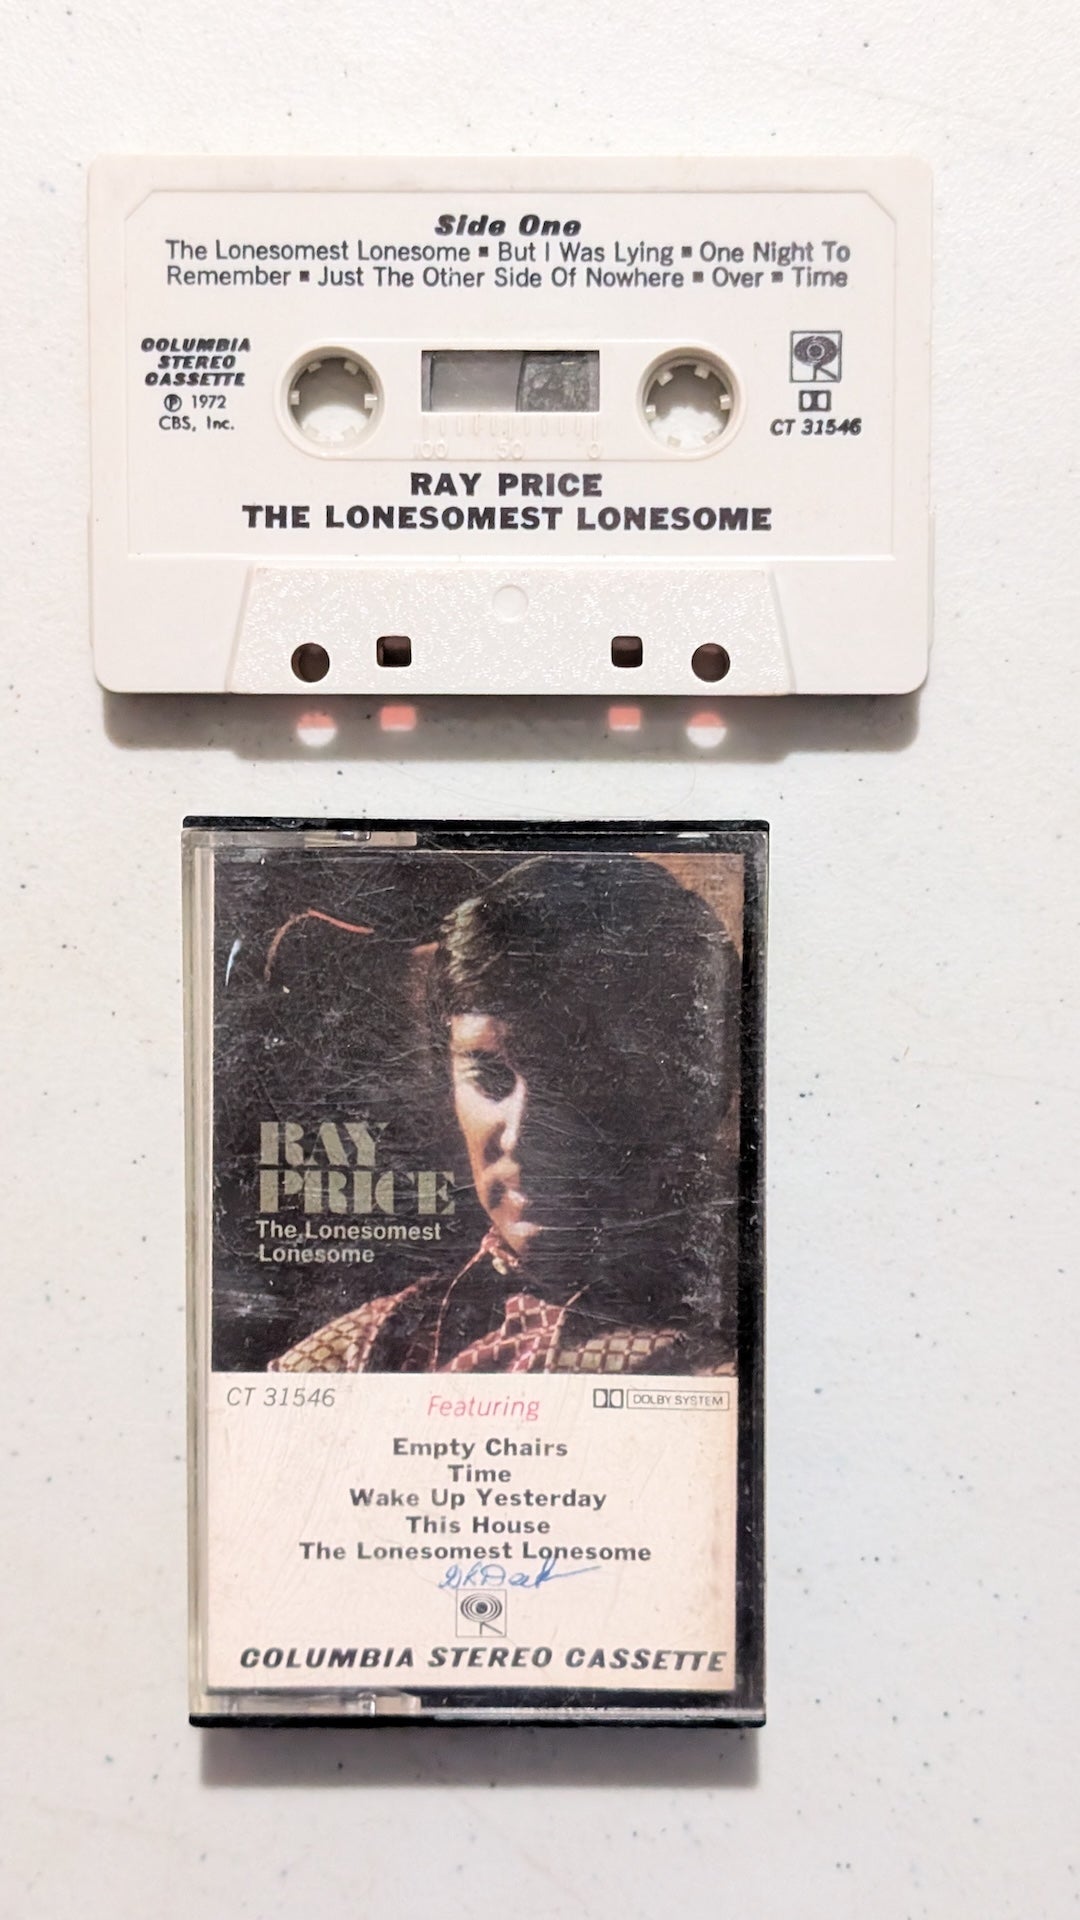 Side One
The Lonesomest Lonesome ▪ But I Was Lying ▪ One Night To
Remember ▪ Just The Other Side Of Nowhere ▪ Over ▪ Time
COLUMBIA
STEREO
CASSETTE
℗ 1972
CBS, Inc.
CT 31546
100 50 0
RAY PRICE
THE LONESOMEST LONESOME
RAY
PRICE
The Lonesomest
Lonesome
CT 31546
Featuring
DOLBY SYSTEM
Empty Chairs
Time
Wake Up Yesterday
This House
The Lonesomest Lonesome
COLUMBIA STEREO CASSETTE